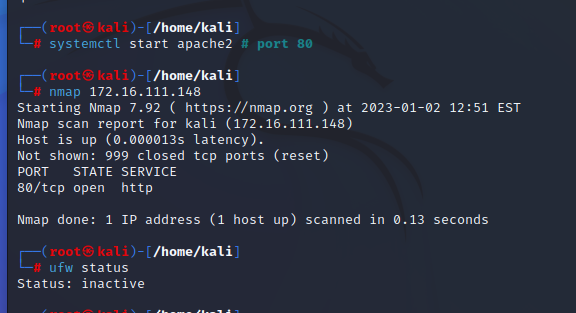 ┌──(root㉿kali)-[/home/kali]
└─# systemctl start apache2 # port 80
┌──(root㉿kali)-[/home/kali]
└─# nmap 172.16.111.148
Starting Nmap 7.92 ( https://nmap.org ) at 2023-01-02 12:51 EST
Nmap scan report for kali (172.16.111.148)
Host is up (0.000013s latency).
Not shown: 999 closed tcp ports (reset)
PORT   STATE SERVICE
80/tcp open  http
Nmap done: 1 IP address (1 host up) scanned in 0.13 seconds
┌──(root㉿kali)-[/home/kali]
└─# ufw status
Status: inactive